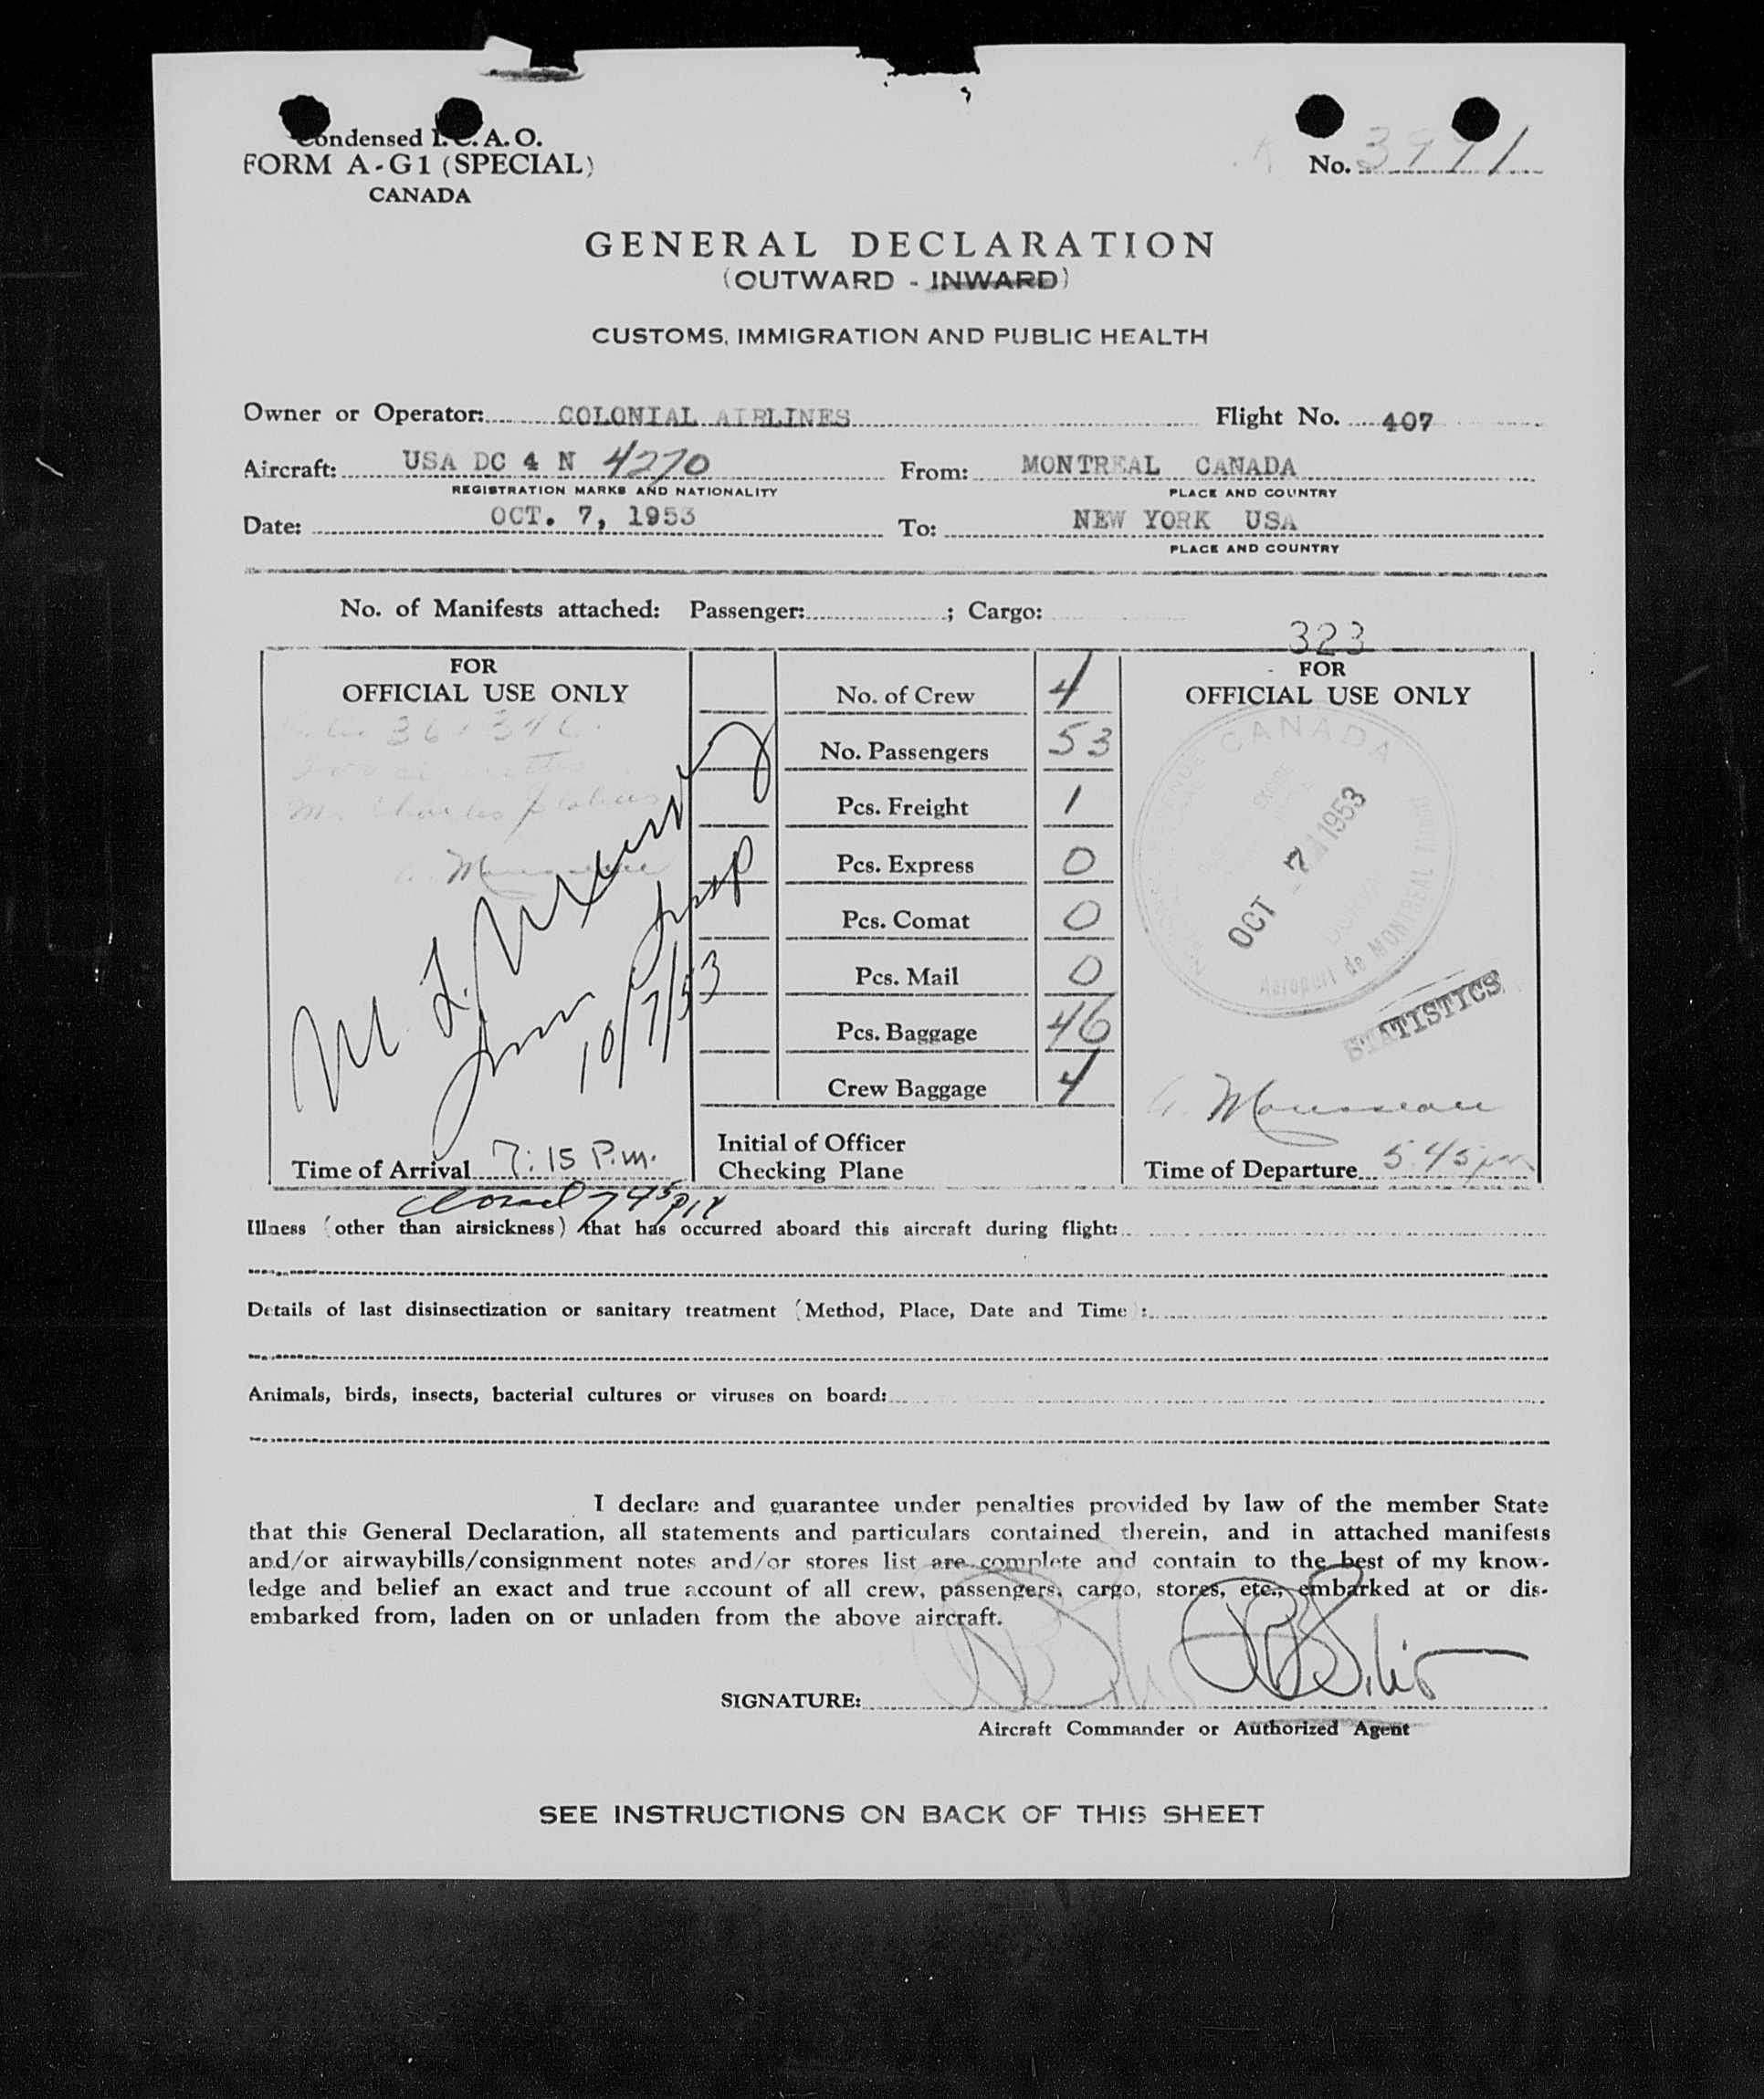 Condensed I.C.A.O.
FORM A-G1 (SPECIAL)
CANADA
No.
GENERAL DECLARATION
(OUTWARD - INWARD)
CUSTOMS, IMMIGRATION AND PUBLIC HEALTH
Owner or Operator: COLONIAL AIRLINES Flight No. 407
Aircraft: USA DC 4 N 4270 From: MONTREAL CANADA
REGISTRATION MARKS AND NATIONALITY PLACE AND COUNTRY
Date: OCT. 7, 1953 To: NEW YORK USA
PLACE AND COUNTRY
No. of Manifests attached: Passenger: ; Cargo:
323
FOR
OFFICIAL USE ONLY
cigarettes
Mr Charles
10/7/53
Time of Arrival 7:15 P.m.
No. of Crew 4
No. Passengers 53
Pcs. Freight 1
Pcs. Express 0
Pcs. Comat 0
Pcs. Mail 0
Pcs. Baggage 46
Crew Baggage 4
Initial of Officer
Checking Plane
FOR
OFFICIAL USE ONLY
CANADA
OCT 7 1953
DORVAL
Aéroport de MONTREAL
STATISTICS
Mousseau
Time of Departure 5.45 pm
Illness (other than airsickness) that has occurred aboard this aircraft during flight:
Details of last disinsectization or sanitary treatment (Method, Place, Date and Time):
Animals, birds, insects, bacterial cultures or viruses on board:
I declare and guarantee under penalties provided by law of the member State
that this General Declaration, all statements and particulars contained therein, and in attached manifests
and/or airwaybills/consignment notes and/or stores list are complete and contain to the best of my know-
ledge and belief an exact and true account of all crew, passengers, cargo, stores, etc., embarked at or dis-
embarked from, laden on or unladen from the above aircraft.
SIGNATURE:
Aircraft Commander or Authorized Agent
SEE INSTRUCTIONS ON BACK OF THIS SHEET